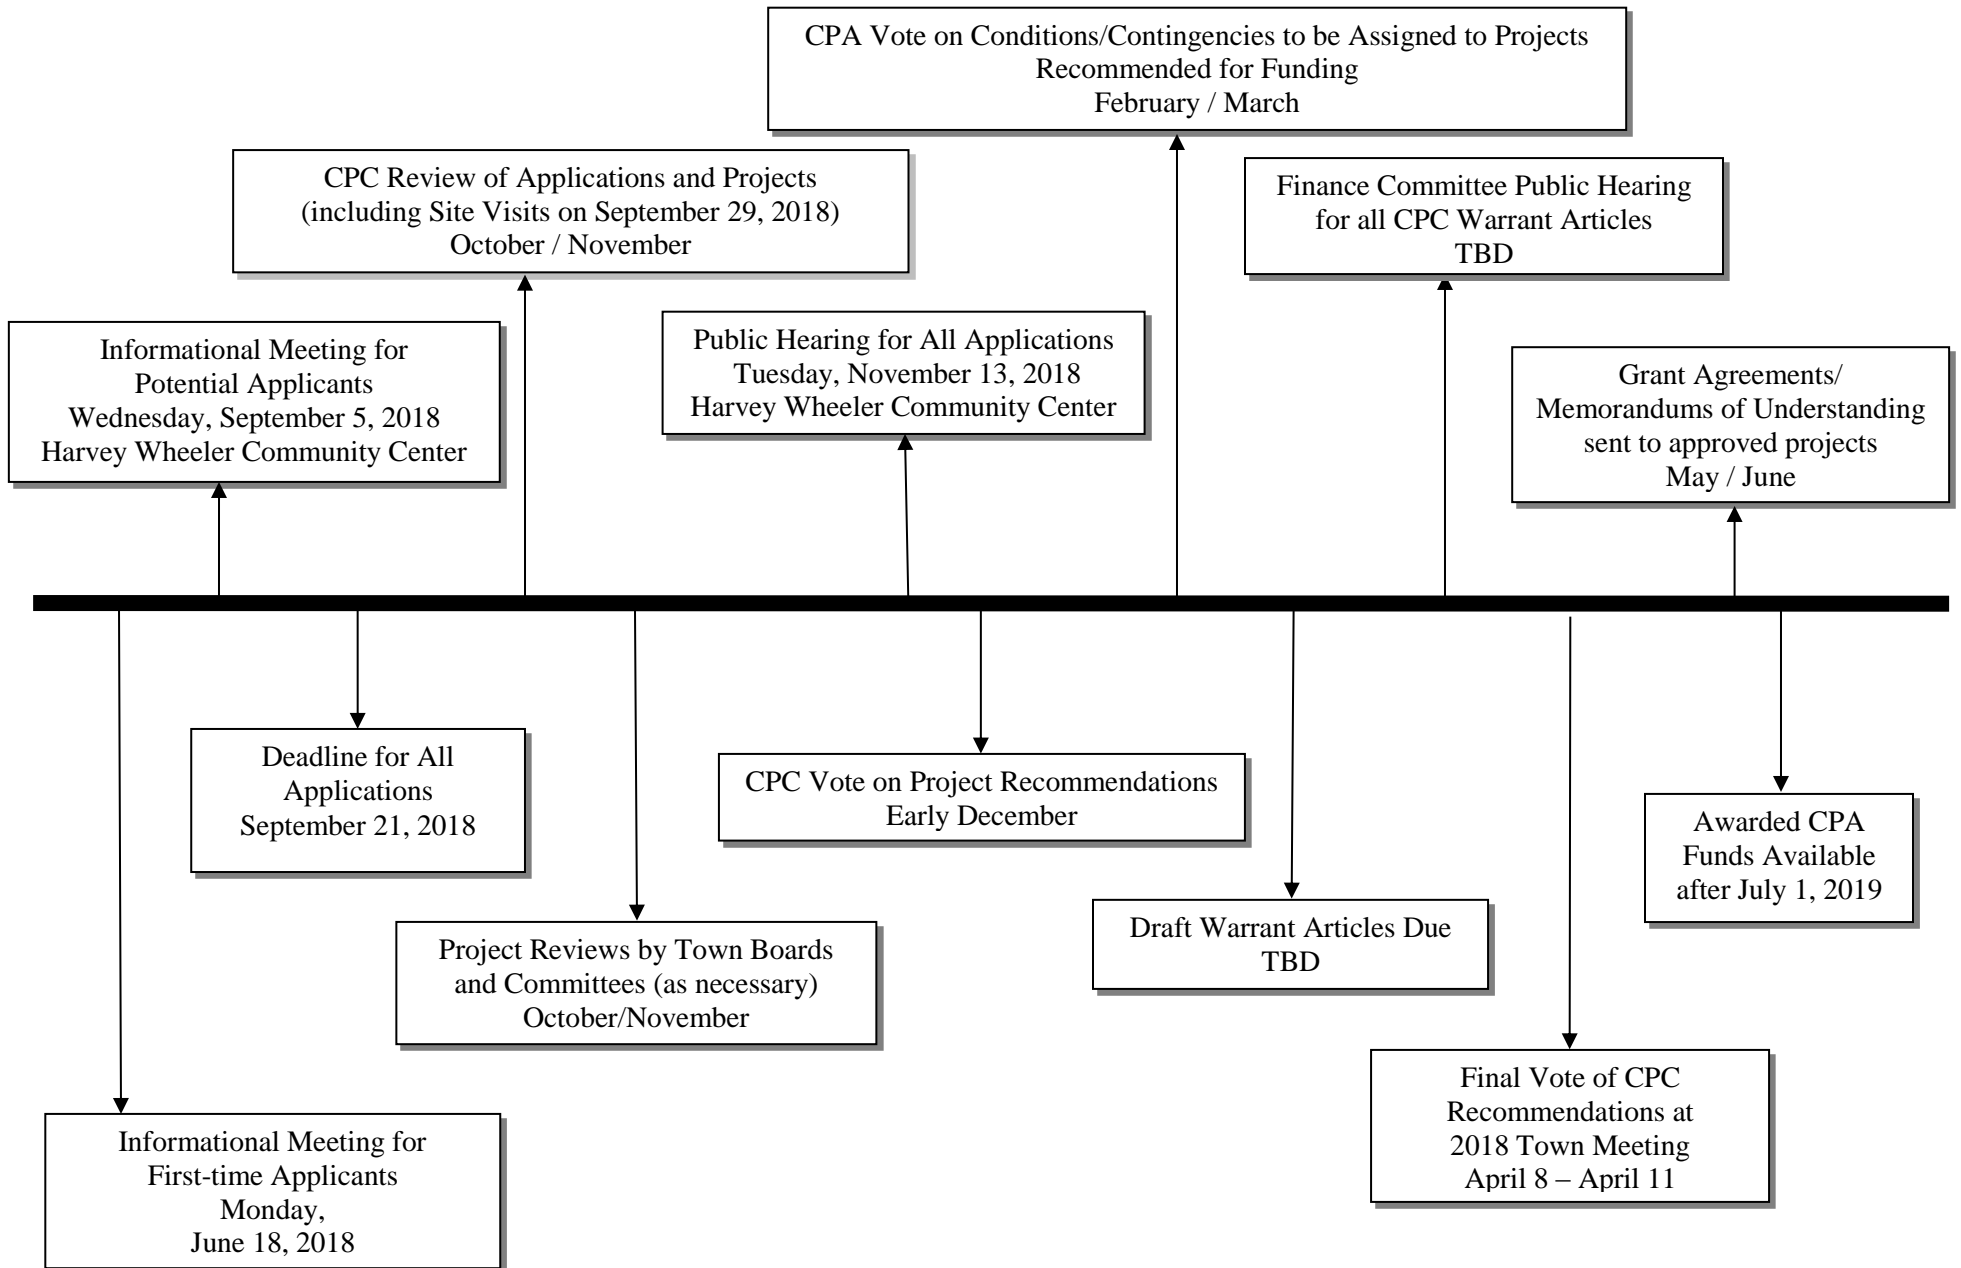 CPA Vote on Conditions/Contingencies to be Assigned to Projects
Recommended for Funding
February / March
CPC Review of Applications and Projects
(including Site Visits on September 29, 2018)
October / November
Finance Committee Public Hearing
for all CPC Warrant Articles
TBD
Informational Meeting for
Potential Applicants
Wednesday, September 5, 2018
Harvey Wheeler Community Center
Public Hearing for All Applications
Tuesday, November 13, 2018
Harvey Wheeler Community Center
Grant Agreements/
Memorandums of Understanding
sent to approved projects
May / June
Deadline for All
Applications
September 21, 2018
CPC Vote on Project Recommendations
Early December
Awarded CPA
Funds Available
after July 1, 2019
Project Reviews by Town Boards
and Committees (as necessary)
October/November
Draft Warrant Articles Due
TBD
Final Vote of CPC
Recommendations at
2018 Town Meeting
April 8 – April 11
Informational Meeting for
First-time Applicants
Monday,
June 18, 2018